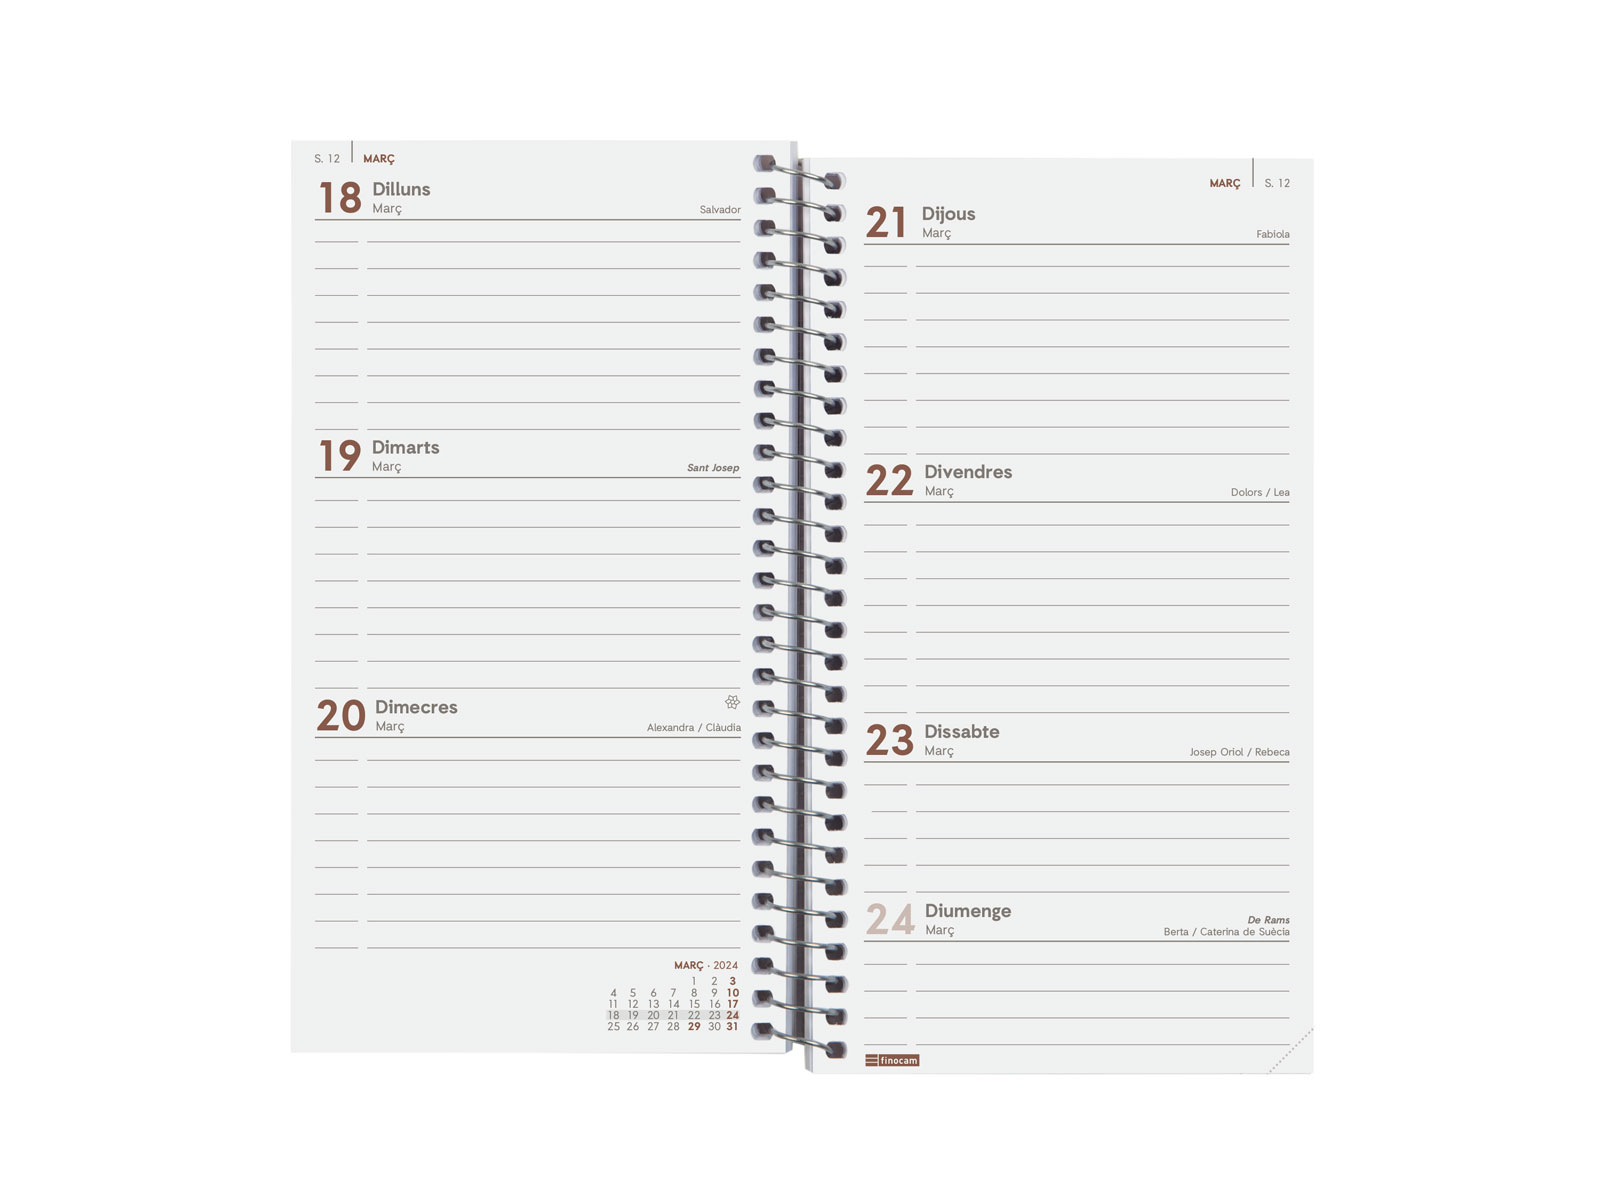 S. 12 MARÇ
18 Dilluns
Març Salvador
19 Dimarts
Març Sant Josep
20 Dimecres
Març Alexandra / Clàudia
MARÇ · 2024
1 2 3
4 5 6 7 8 9 10
11 12 13 14 15 16 17
18 19 20 21 22 23 24
25 26 27 28 29 30 31
MARÇ S. 12
21 Dijous
Març Fabiola
22 Divendres
Març Dolors / Lea
23 Dissabte
Març Josep Oriol / Rebeca
24 Diumenge
De Rams
Març Berta / Caterina de Suècia
finocam